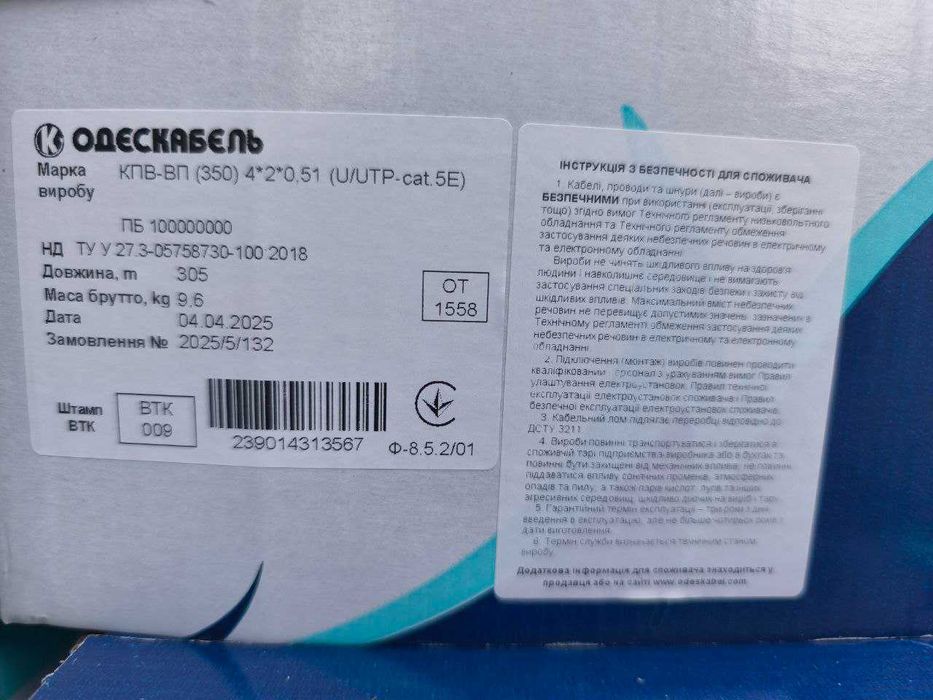 ОДЕСКАБЕЛЬ
Марка виробу
КПВ-ВП (350) 4*2*0,51 (U/UTP-cat.5E)
ПБ 100000000
НД ТУ У 27.3-05758730-100:2018
Довжина, m 305
Маса брутто, kg 9.6
Дата 04.04.2025
Замовлення № 2025/5/132
ОТ
1558
Штамп ВТК
ВТК
009
239014313567
Ф-8.5.2/01
ІНСТРУКЦІЯ З БЕЗПЕЧНОСТІ ДЛЯ СПОЖИВАЧА
1. Кабелі, проводи та шнури (далі – вироби) є
БЕЗПЕЧНИМИ при використанні (експлуатації, зберіганні
тощо) згідно вимог Технічного регламенту низьковольтного
обладнання та Технічного регламенту обмеження
застосування деяких небезпечних речовин в електричному
та електронному обладнанні.
Вироби не чинять шкідливого впливу на здоров'я
людини і навколишнє середовище і не вимагають
застосування спеціальних заходів безпеки і захисту від
шкідливих впливів. Максимальний вміст небезпечних
речовин не перевищує допустимих значень, зазначених в
Технічному регламенті обмеження застосування деяких
небезпечних речовин в електричному та електронному
обладнанні.
2. Підключення (монтаж) виробів повинен проводити
кваліфікований персонал з урахуванням вимог Правил
улаштування електроустановок, Правил технічної
експлуатації електроустановок споживачів і Правил
безпечної експлуатації електроустановок споживачів.
3. Кабельний лом підлягає переробці відповідно до
ДСТУ 3211.
4. Вироби повинні транспортуватися і зберігатися в
споживчій тарі підприємства-виробника або в бухтах та
повинні бути захищені від механічних впливів, не повинні
піддаватися впливу сонячних променів, атмосферних
опадів та пилу, а також парів кислот, лугів та інших
агресивних середовищ, шкідливо діючих на виріб і тару.
5. Гарантійний термін експлуатації – три роки з дня
введення в експлуатацію, але не більше чотирьох років з
дати виготовлення.
6. Термін служби визначається технічним станом
виробу.
Додаткова інформація для споживача знаходиться у
продавця або на сайті www.odeskabel.com